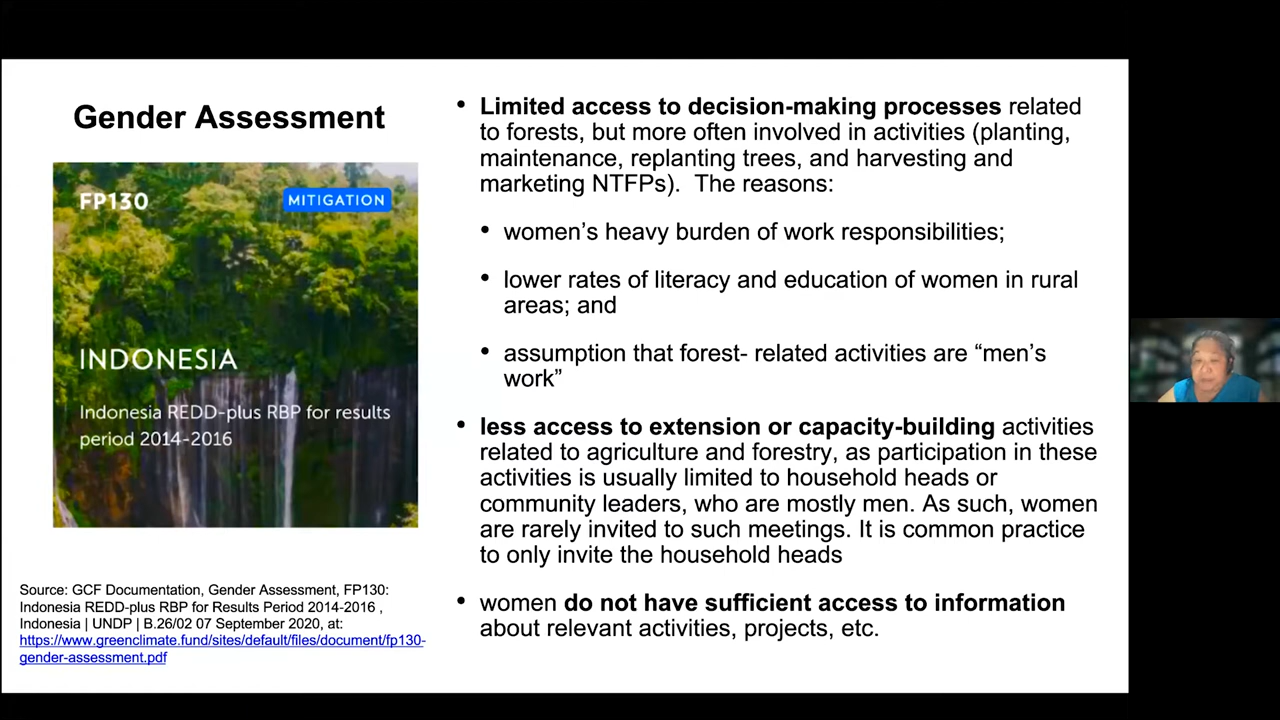 Gender Assessment
FP130
MITIGATION
INDONESIA
Indonesia REDD-plus RBP for results
period 2014-2016
Source: GCF Documentation, Gender Assessment, FP130:
Indonesia REDD-plus RBP for Results Period 2014-2016 ,
Indonesia | UNDP | B.26/02 07 September 2020, at:
https://www.greenclimate.fund/sites/default/files/document/fp130-
gender-assessment.pdf
• Limited access to decision-making processes related
to forests, but more often involved in activities (planting,
maintenance, replanting trees, and harvesting and
marketing NTFPs).  The reasons:
• women’s heavy burden of work responsibilities;
• lower rates of literacy and education of women in rural
areas; and
• assumption that forest- related activities are “men’s
work”
• less access to extension or capacity-building activities
related to agriculture and forestry, as participation in these
activities is usually limited to household heads or
community leaders, who are mostly men. As such, women
are rarely invited to such meetings. It is common practice
to only invite the household heads
• women do not have sufficient access to information
about relevant activities, projects, etc.